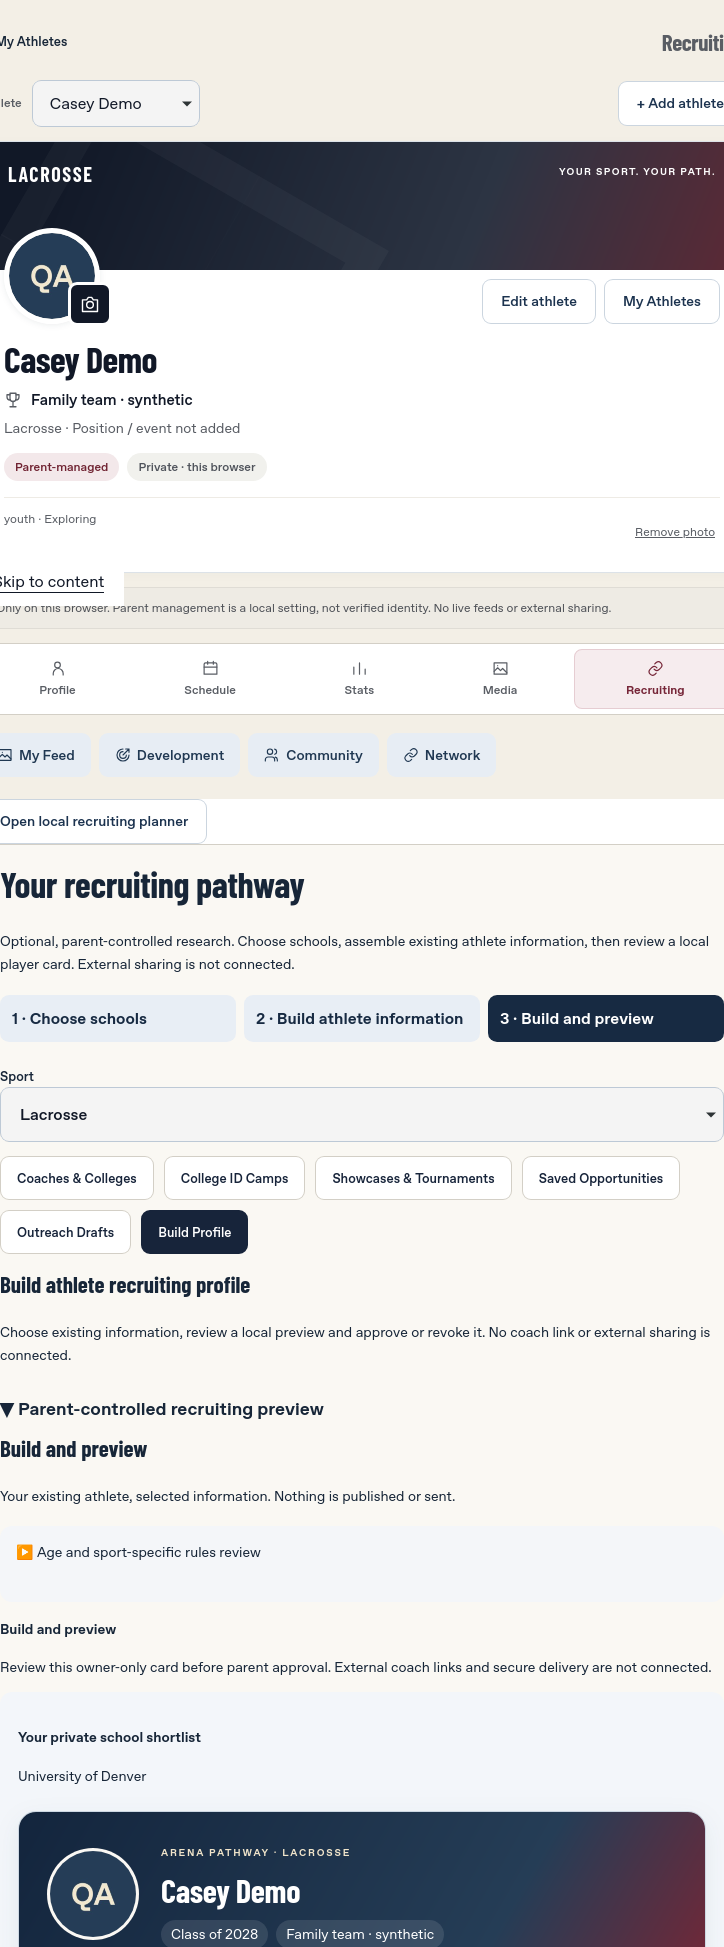 My Athletes
Recruiti
lete
Casey Demo
+ Add athlete
LACROSSE
YOUR SPORT. YOUR PATH.
QA
Edit athlete
My Athletes
Casey Demo
Family team · synthetic
Lacrosse · Position / event not added
Parent-managed
Private · this browser
youth · Exploring
Remove photo
Skip to content
Only on this browser. Parent management is a local setting, not verified identity. No live feeds or external sharing.
Profile
Schedule
Stats
Media
Recruiting
My Feed
Development
Community
Network
Open local recruiting planner
Your recruiting pathway
Optional, parent-controlled research. Choose schools, assemble existing athlete information, then review a local
player card. External sharing is not connected.
1 · Choose schools
2 · Build athlete information
3 · Build and preview
Sport
Lacrosse
Coaches & Colleges
College ID Camps
Showcases & Tournaments
Saved Opportunities
Outreach Drafts
Build Profile
Build athlete recruiting profile
Choose existing information, review a local preview and approve or revoke it. No coach link or external sharing is
connected.
▼ Parent-controlled recruiting preview
Build and preview
Your existing athlete, selected information. Nothing is published or sent.
▶ Age and sport-specific rules review
Build and preview
Review this owner-only card before parent approval. External coach links and secure delivery are not connected.
Your private school shortlist
University of Denver
ARENA PATHWAY · LACROSSE
QA
Casey Demo
Class of 2028
Family team · synthetic